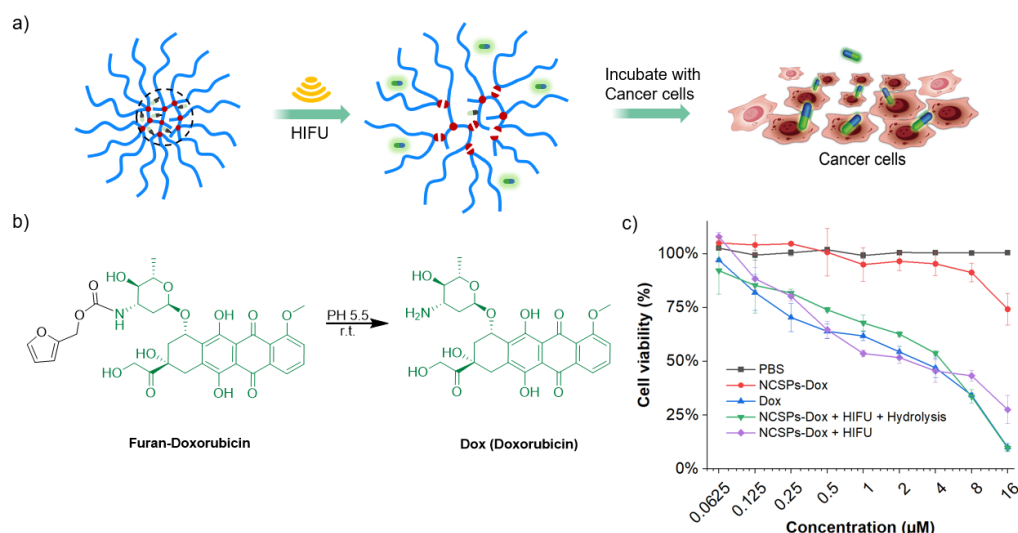 a)
HIFU
Incubate with
Cancer cells
Cancer cells
b)
HO
O
O
O
N
H
O
O
OH
O
O
OH
HO
O
OH
O
Furan-Doxorubicin
PH 5.5
r.t.
HO
O
H2N
O
OH
O
O
OH
HO
O
OH
O
Dox (Doxorubicin)
c)
Cell viability (%)
100%
75%
50%
25%
0%
PBS
NCSPs-Dox
Dox
NCSPs-Dox + HIFU + Hydrolysis
NCSPs-Dox + HIFU
0.0625
0.125
0.25
0.5
1
2
4
8
16
Concentration (uM)